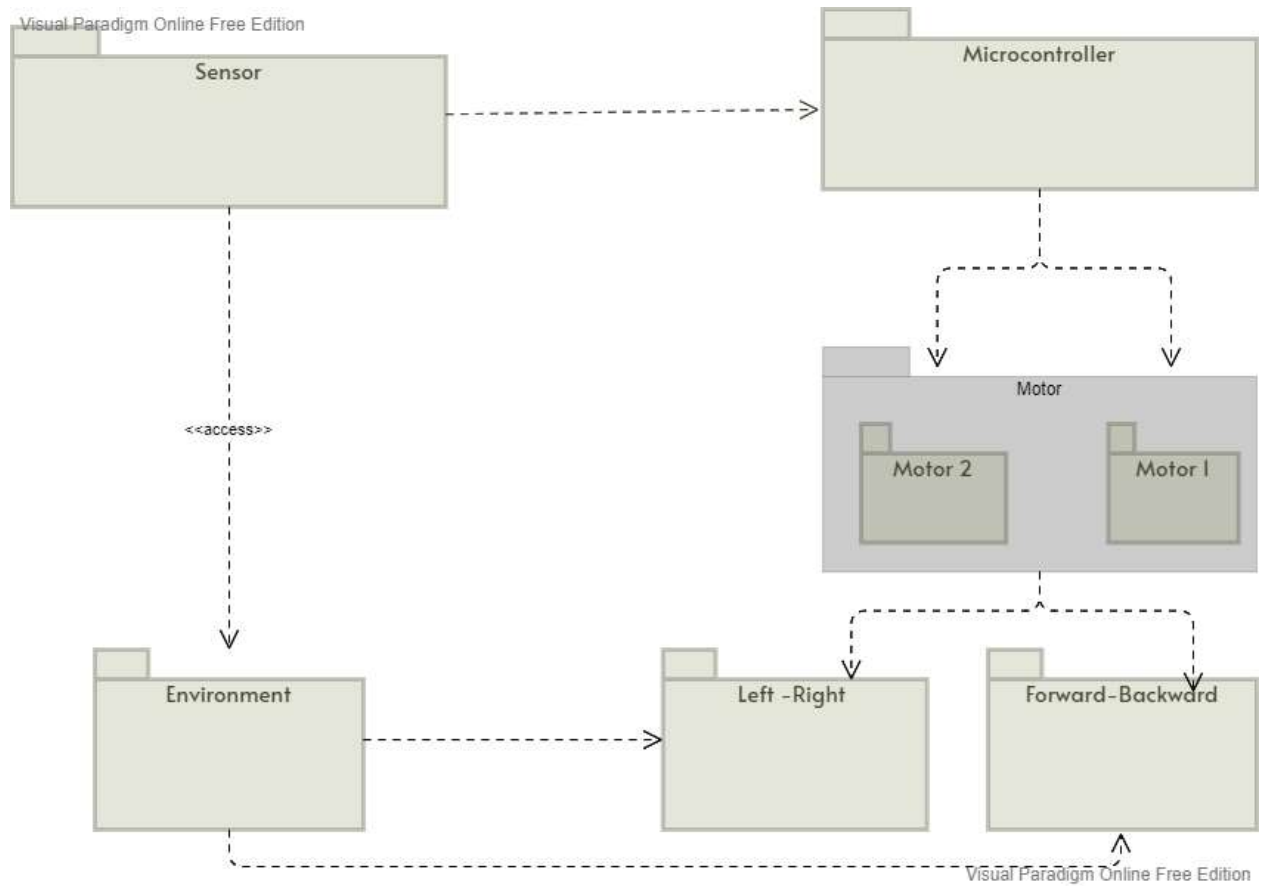 Visual Paradigm Online Free Edition
Sensor
Microcontroller
<<access>>
Motor
Motor 2
Motor 1
Environment
Left -Right
Forward-Backward
Visual Paradigm Online Free Edition